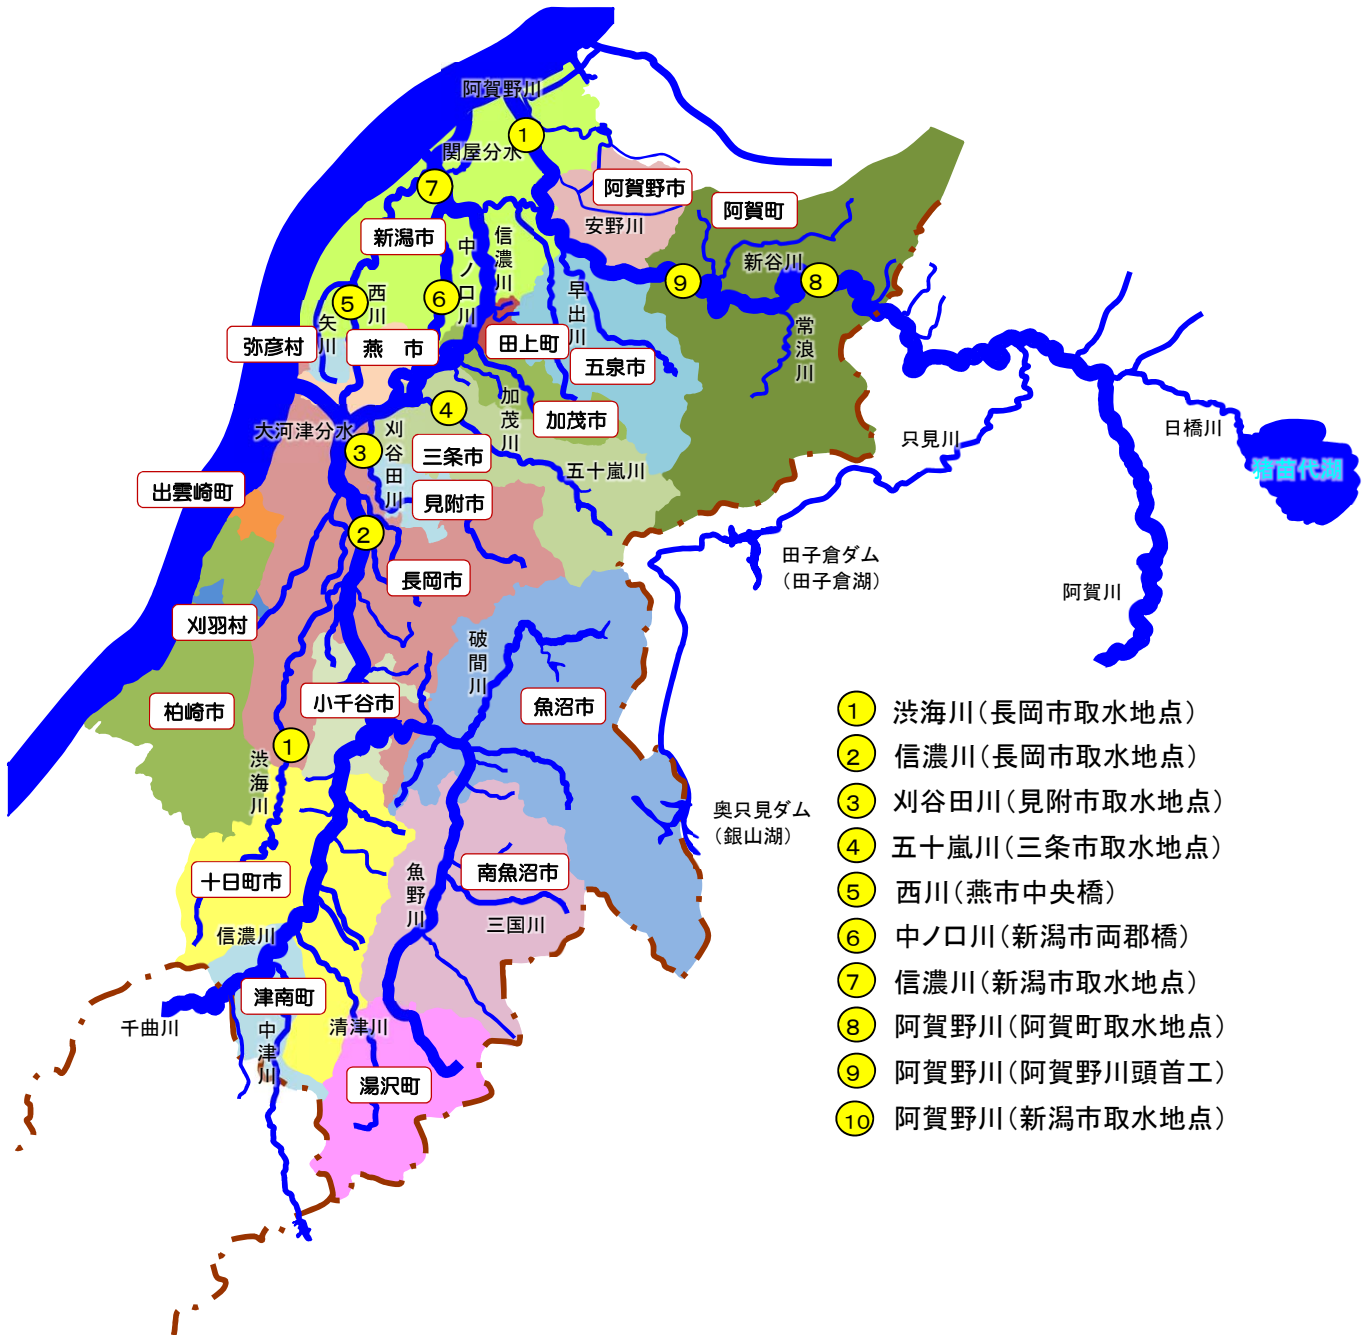 阿賀野川
1
関屋分水
7
阿賀野市
阿賀町
安野川
新潟市
中ノ口川
信濃川
新谷川
8
9
西川
5
6
早出川
矢川
常浪川
弥彦村
燕　市
田上町
五泉市
4
加茂川
加茂市
大河津分水
刈谷田川
3
三条市
五十嵐川
只見川
日橋川
猪苗代湖
出雲崎町
見附市
2
田子倉ダム
（田子倉湖）
長岡市
阿賀川
刈羽村
破間川
小千谷市
魚沼市
柏崎市
1
渋海川
奥只見ダム
（銀山湖）
十日町市
魚野川
南魚沼市
三国川
信濃川
津南町
千曲川
中津川
清津川
湯沢町
1 渋海川（長岡市取水地点）
2 信濃川（長岡市取水地点）
3 刈谷田川（見附市取水地点）
4 五十嵐川（三条市取水地点）
5 西川（燕市中央橋）
6 中ノ口川（新潟市両郡橋）
7 信濃川（新潟市取水地点）
8 阿賀野川（阿賀町取水地点）
9 阿賀野川（阿賀野川頭首工）
10 阿賀野川（新潟市取水地点）